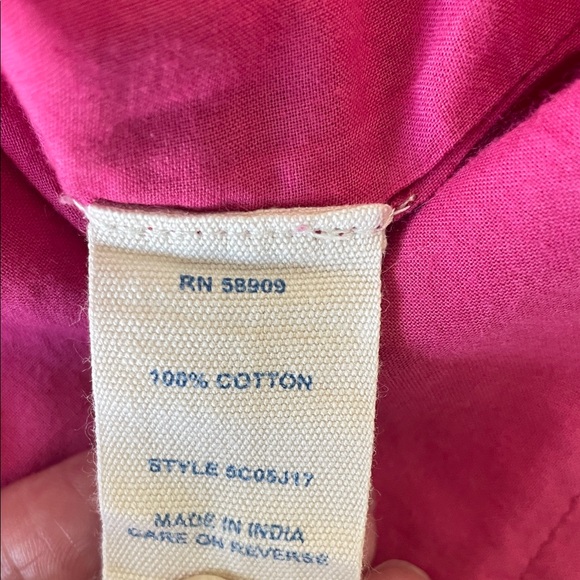 RN 58909
100% COTTON
STYLE 5C05J17
MADE IN INDIA
CARE ON REVERSE